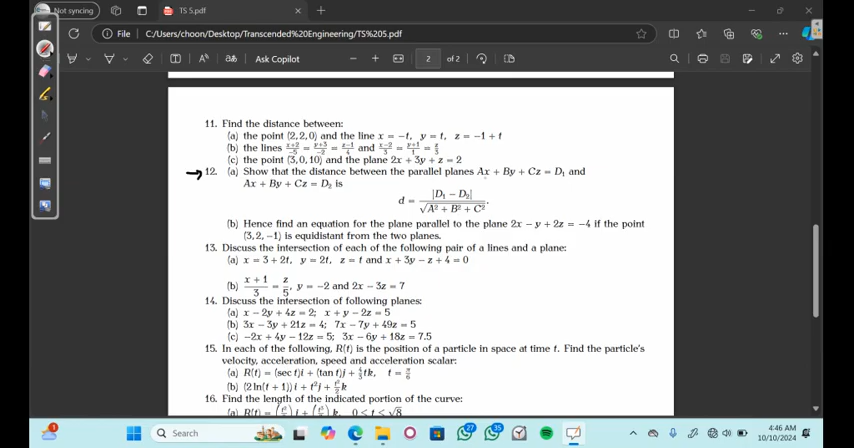 Not syncing
TS 5.pdf
File
C:/Users/choon/Desktop/Transcended%20Engineering/TS%205.pdf
Ask Copilot
2
of 2
11. Find the distance between:
(a) the point (2,2,0) and the line x = −t, y = t, z = −1 + t
(b) the lines (x+2)/−5 = (y+3)/−2 = (z−1)/4 and (x−2)/3 = (y+1)/1 = z/3
(c) the point (3,0,10) and the plane 2x + 3y + z = 2
12. (a) Show that the distance between the parallel planes Ax + By + Cz = D₁ and
Ax + By + Cz = D₂ is
d = |D₁ − D₂| / √(A² + B² + C²).
(b) Hence find an equation for the plane parallel to the plane 2x − y + 2z = −4 if the point
(3,2,−1) is equidistant from the two planes.
13. Discuss the intersection of each of the following pair of a lines and a plane:
(a) x = 3 + 2t, y = 2t, z = t and x + 3y − z + 4 = 0
(b) (x + 1)/3 = z/5, y = −2 and 2x − 3z = 7
14. Discuss the intersection of following planes:
(a) x − 2y + 4z = 2; x + y − 2z = 5
(b) 3x − 3y + 21z = 4; 7x − 7y + 49z = 5
(c) −2x + 4y − 12z = 5; 3x − 6y + 18z = 7.5
15. In each of the following, R(t) is the position of a particle in space at time t. Find the particle's
velocity, acceleration, speed and acceleration scalar:
(a) R(t) = (sec t)i + (tan t)j + 4/3 tk, t = π/6
(b) (2 ln(t + 1))i + t²j + t²/2 k
16. Find the length of the indicated portion of the curve:
(a) R(t) = (t²) i + (t³) k, 0 < t < √8
1
Search
27
35
4:46 AM
10/10/2024